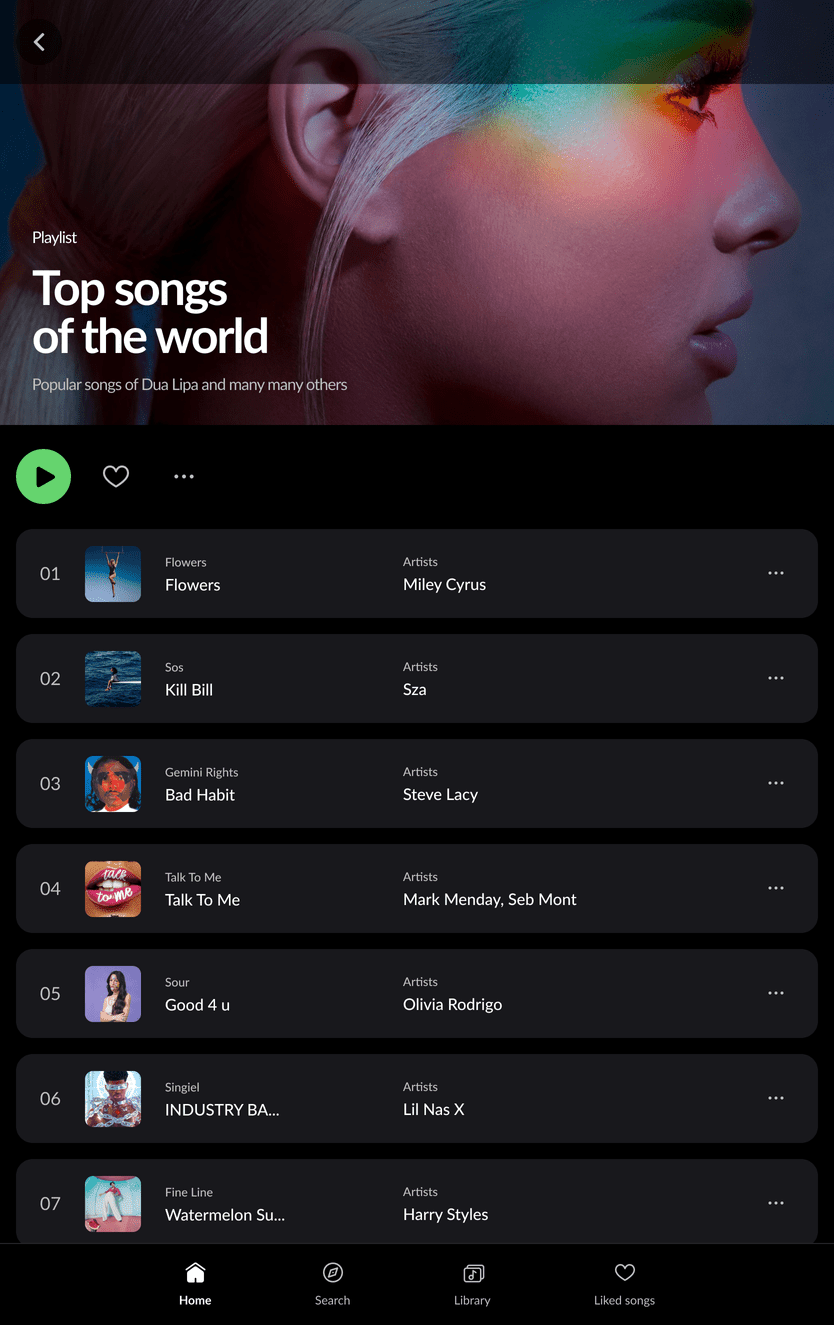 Playlist
Top songs
of the world
Popular songs of Dua Lipa and many many others
01
Flowers
Flowers
Artists
Miley Cyrus
02
Sos
Kill Bill
Artists
Sza
03
Gemini Rights
Bad Habit
Artists
Steve Lacy
04
talk
to me
Talk To Me
Talk To Me
Artists
Mark Menday, Seb Mont
05
Sour
Good 4 u
Artists
Olivia Rodrigo
06
Singiel
INDUSTRY BA...
Artists
Lil Nas X
07
Fine Line
Watermelon Su...
Artists
Harry Styles
Home
Search
Library
Liked songs